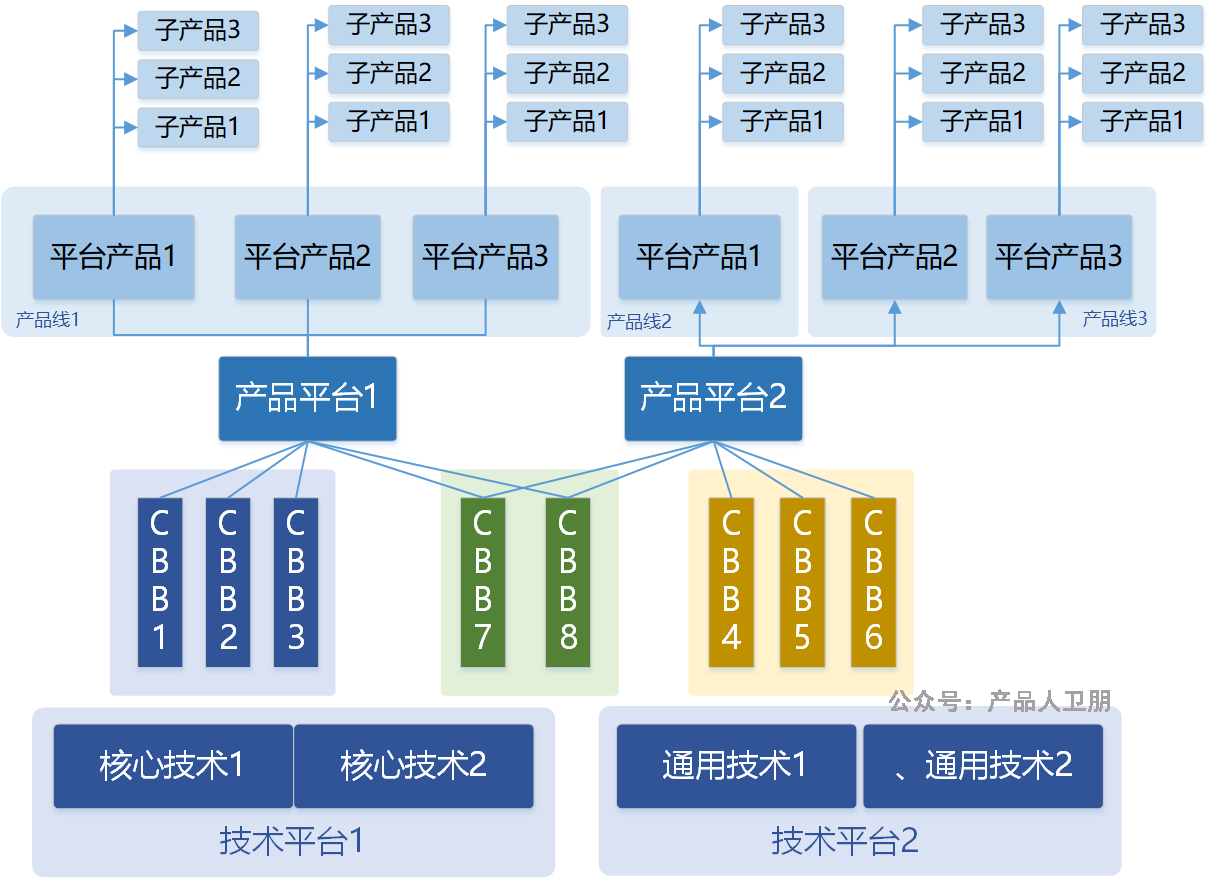 子产品3
子产品2
子产品1
子产品3
子产品2
子产品1
子产品3
子产品2
子产品1
子产品3
子产品2
子产品1
子产品3
子产品2
子产品1
子产品3
子产品2
子产品1
平台产品1
平台产品2
平台产品3
产品线1
平台产品1
产品线2
平台产品2
平台产品3
产品线3
产品平台1
产品平台2
CBB1
CBB2
CBB3
CBB7
CBB8
CBB4
CBB5
CBB6
公众号：产品人卫朋
核心技术1
核心技术2
技术平台1
通用技术1
、通用技术2
技术平台2